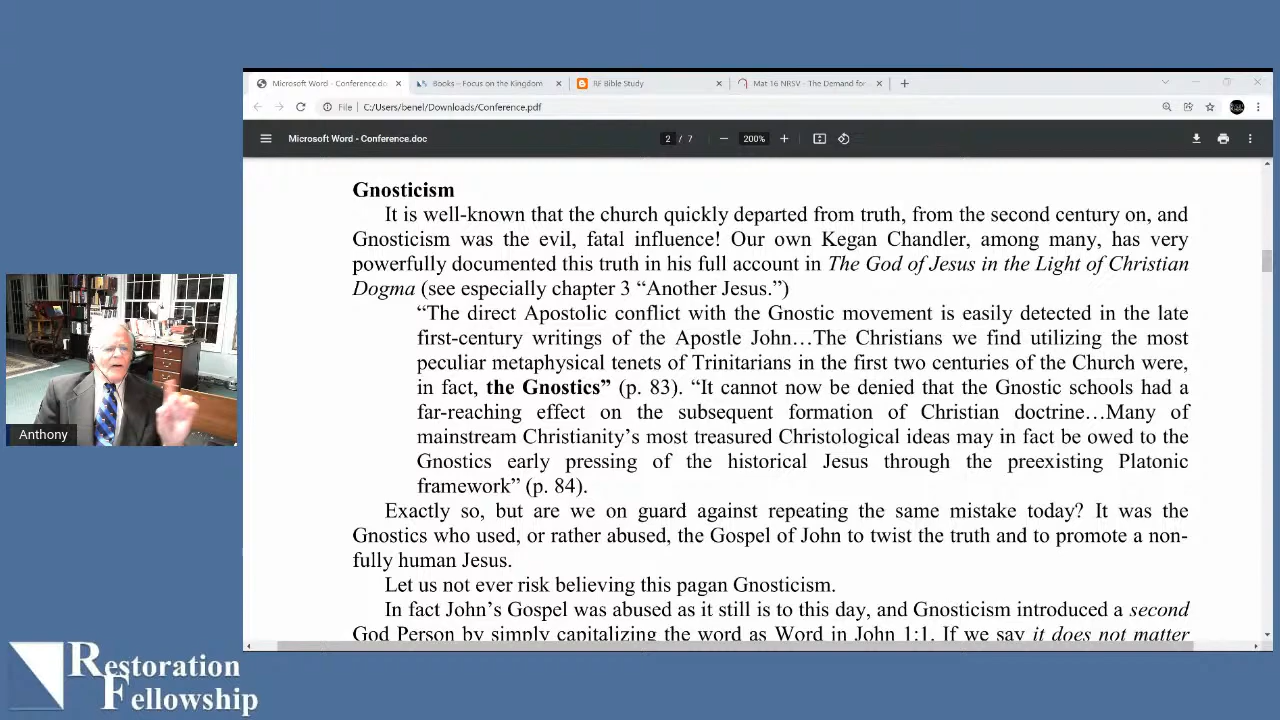 Microsoft Word - Conference.doc
Books – Focus on the Kingdom
RF Bible Study
Mat 16 NRSV - The Demand for
File C:/Users/benel/Downloads/Conference.pdf
Microsoft Word - Conference.doc
2 / 7
200%
Gnosticism
It is well-known that the church quickly departed from truth, from the second century on, and
Gnosticism was the evil, fatal influence! Our own Kegan Chandler, among many, has very
powerfully documented this truth in his full account in The God of Jesus in the Light of Christian
Dogma (see especially chapter 3 “Another Jesus.”)
“The direct Apostolic conflict with the Gnostic movement is easily detected in the late
first-century writings of the Apostle John…The Christians we find utilizing the most
peculiar metaphysical tenets of Trinitarians in the first two centuries of the Church were,
in fact, the Gnostics” (p. 83). “It cannot now be denied that the Gnostic schools had a
far-reaching effect on the subsequent formation of Christian doctrine…Many of
mainstream Christianity’s most treasured Christological ideas may in fact be owed to the
Gnostics early pressing of the historical Jesus through the preexisting Platonic
framework” (p. 84).
Exactly so, but are we on guard against repeating the same mistake today? It was the
Gnostics who used, or rather abused, the Gospel of John to twist the truth and to promote a non-
fully human Jesus.
Let us not ever risk believing this pagan Gnosticism.
In fact John’s Gospel was abused as it still is to this day, and Gnosticism introduced a second
God Person by simply capitalizing the word as Word in John 1:1. If we say it does not matter
Anthony
Restoration
Fellowship